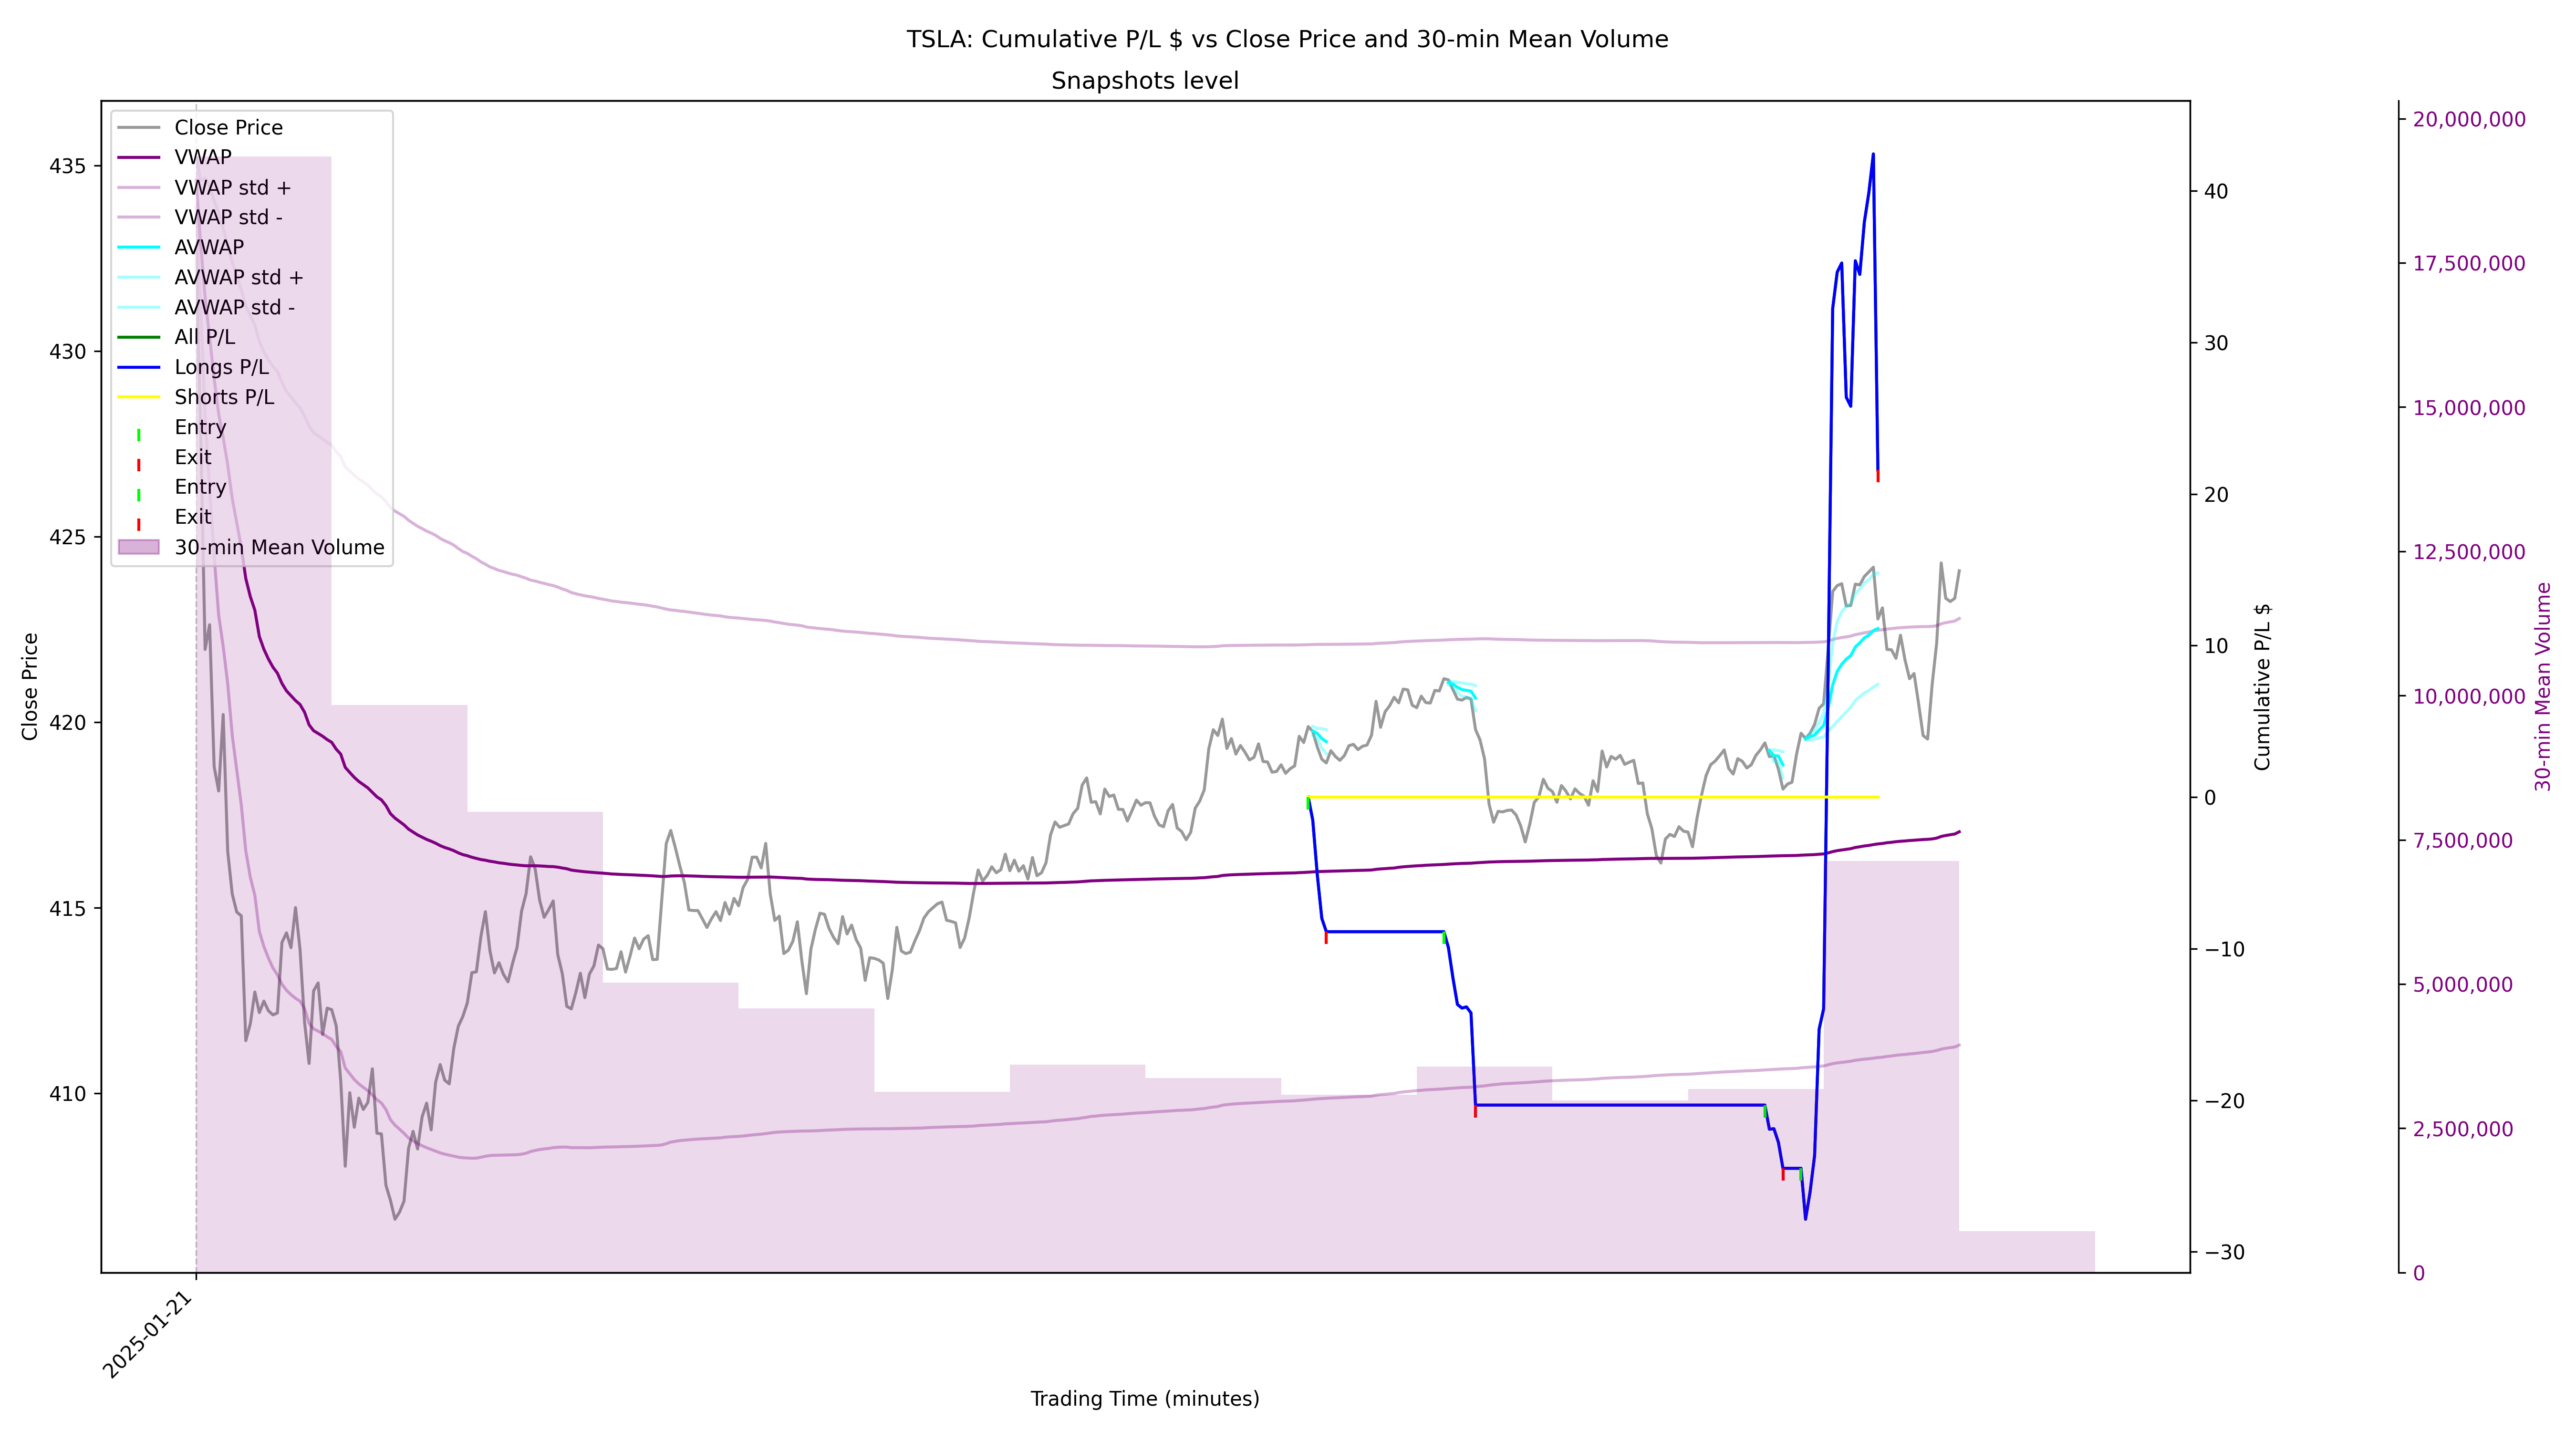 TSLA: Cumulative P/L $ vs Close Price and 30-min Mean Volume
Snapshots level
Close Price
VWAP
VWAP std +
VWAP std -
AVWAP
AVWAP std +
AVWAP std -
All P/L
Longs P/L
Shorts P/L
Entry
Exit
Entry
Exit
30-min Mean Volume
435
430
425
420
415
410
Close Price
40
30
20
10
0
−10
−20
−30
Cumulative P/L $
20,000,000
17,500,000
15,000,000
12,500,000
10,000,000
7,500,000
5,000,000
2,500,000
0
30-min Mean Volume
2025-01-21
Trading Time (minutes)